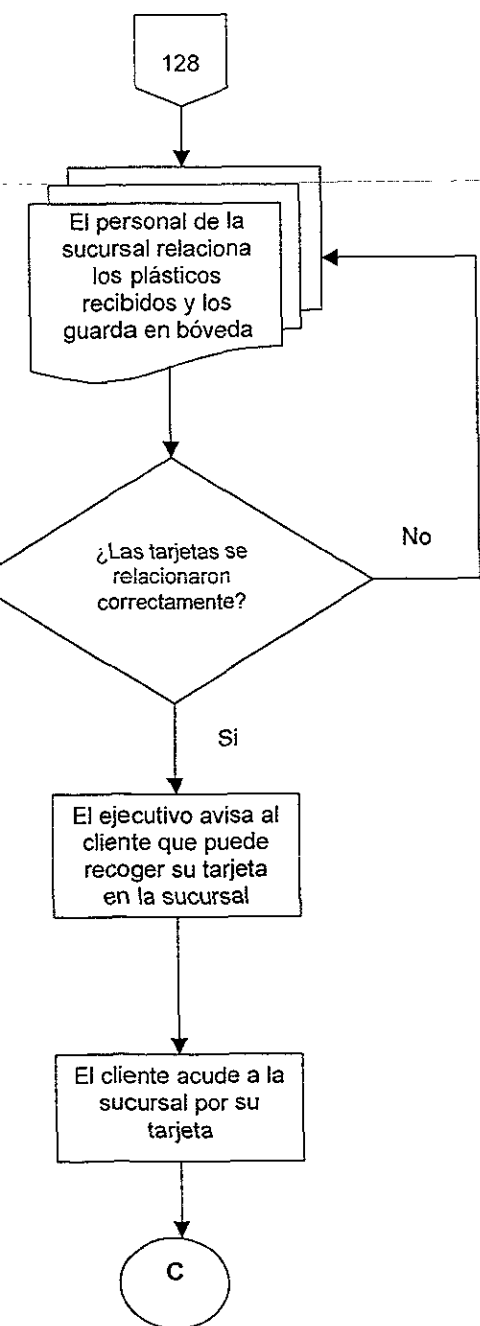 128
El personal de la
sucursal relaciona
los plásticos
recibidos y los
guarda en bóveda
¿Las tarjetas se
relacionaron
correctamente?
No
Si
El ejecutivo avisa al
cliente que puede
recoger su tarjeta
en la sucursal
El cliente acude a la
sucursal por su
tarjeta
C